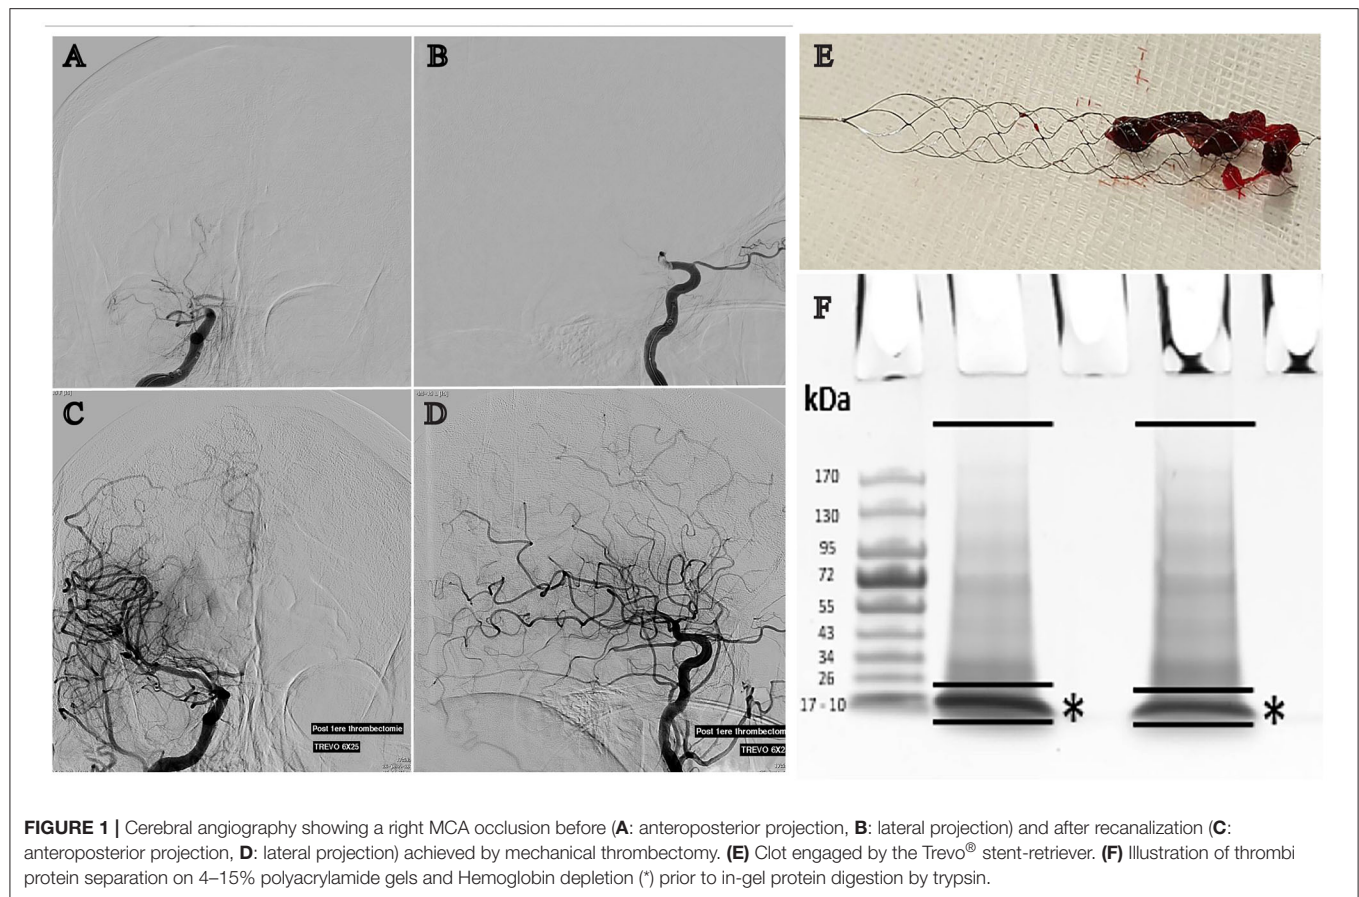 A
B
E
F
kDa
170
130
95
72
55
43
34
26
17 - 10
*
*
C
D
Post 1ere thrombectomie
TREVO 6X25
Post 1ere thrombectom
TREVO 6X2
FIGURE 1 | Cerebral angiography showing a right MCA occlusion before (A: anteroposterior projection, B: lateral projection) and after recanalization (C:
anteroposterior projection, D: lateral projection) achieved by mechanical thrombectomy. (E) Clot engaged by the Trevo® stent-retriever. (F) Illustration of thrombi
protein separation on 4–15% polyacrylamide gels and Hemoglobin depletion (*) prior to in-gel protein digestion by trypsin.